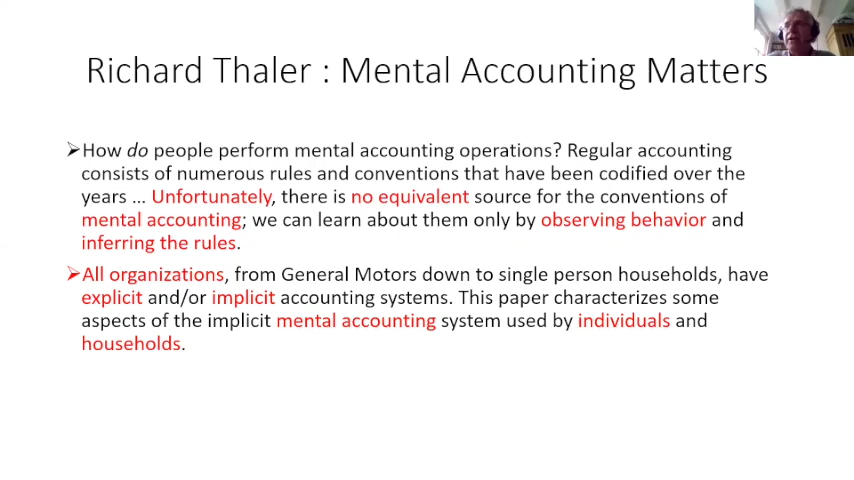 Richard Thaler : Mental Accounting Matters
How do people perform mental accounting operations? Regular accounting
consists of numerous rules and conventions that have been codified over the
years ... Unfortunately, there is no equivalent source for the conventions of
mental accounting; we can learn about them only by observing behavior and
inferring the rules.
All organizations, from General Motors down to single person households, have
explicit and/or implicit accounting systems. This paper characterizes some
aspects of the implicit mental accounting system used by individuals and
households.